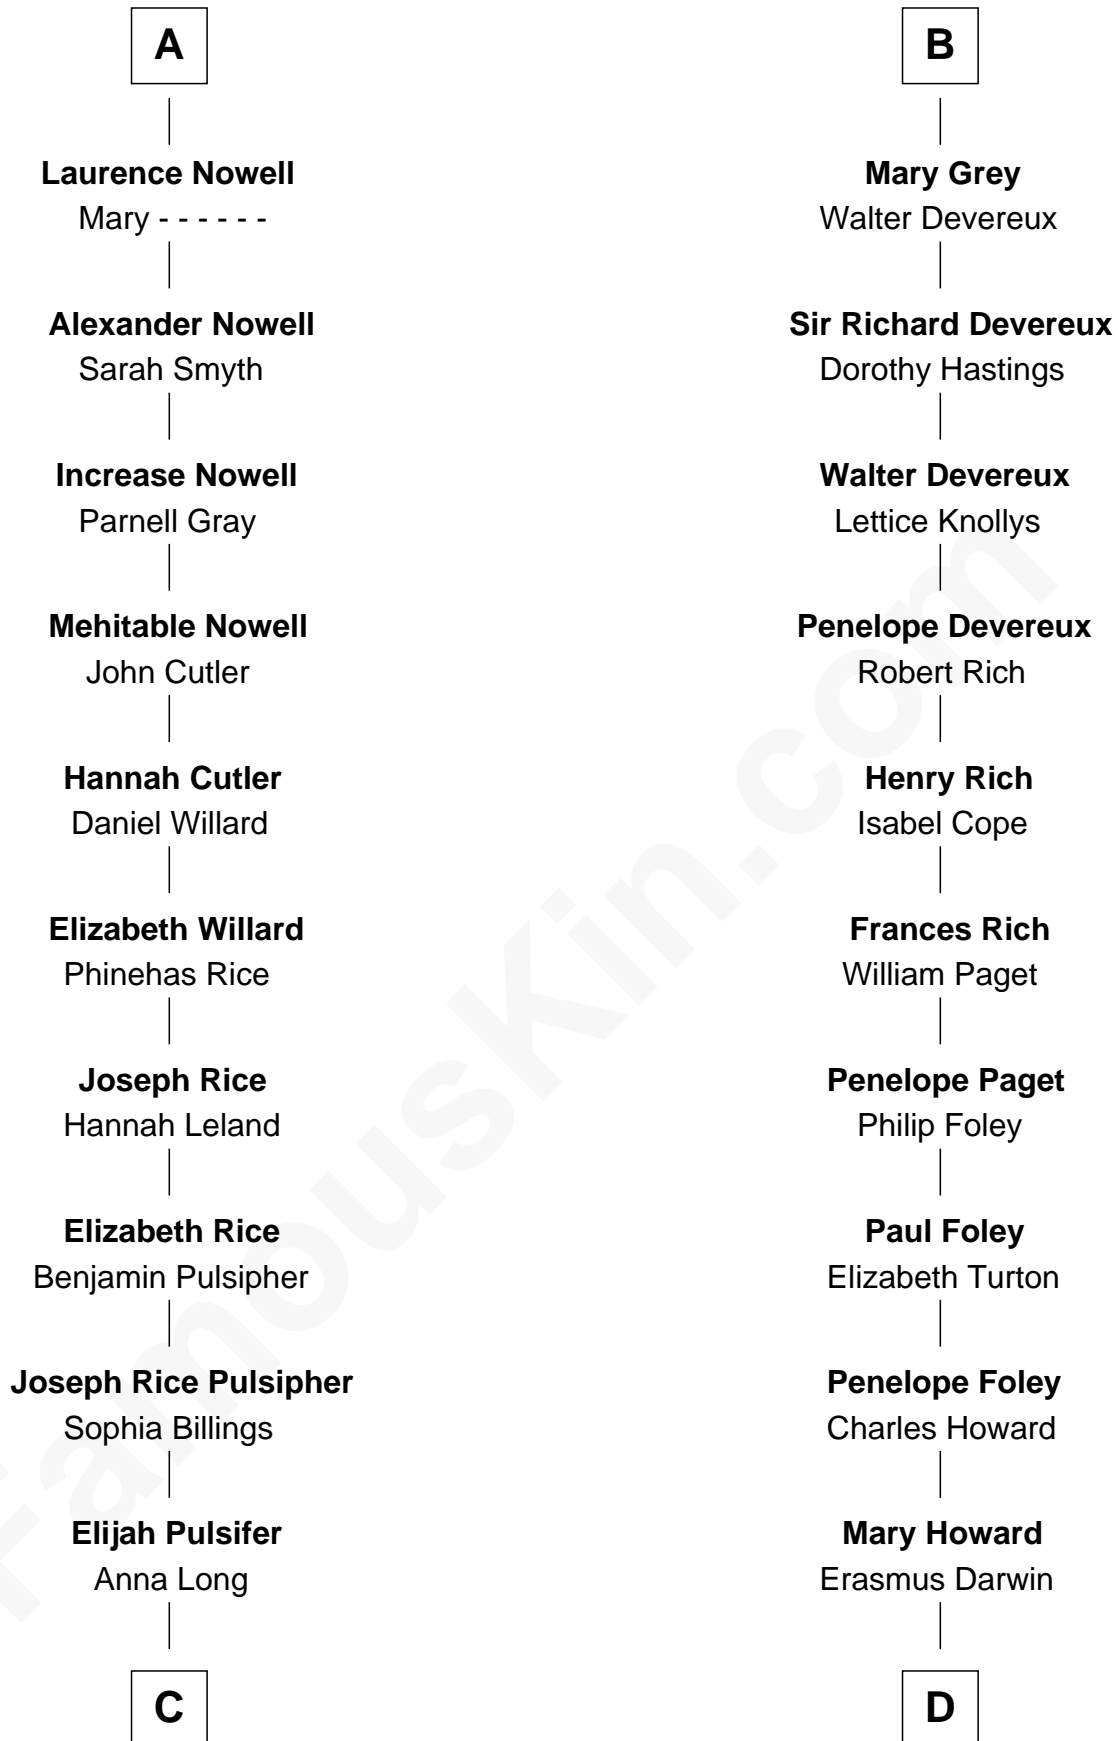 A
Laurence Nowell
Mary - - - - - -
Alexander Nowell
Sarah Smyth
Increase Nowell
Parnell Gray
Mehitable Nowell
John Cutler
Hannah Cutler
Daniel Willard
Elizabeth Willard
Phinehas Rice
Joseph Rice
Hannah Leland
Elizabeth Rice
Benjamin Pulsipher
Joseph Rice Pulsipher
Sophia Billings
Elijah Pulsifer
Anna Long
C
B
Mary Grey
Walter Devereux
Sir Richard Devereux
Dorothy Hastings
Walter Devereux
Lettice Knollys
Penelope Devereux
Robert Rich
Henry Rich
Isabel Cope
Frances Rich
William Paget
Penelope Paget
Philip Foley
Paul Foley
Elizabeth Turton
Penelope Foley
Charles Howard
Mary Howard
Erasmus Darwin
D
FamousKin.com